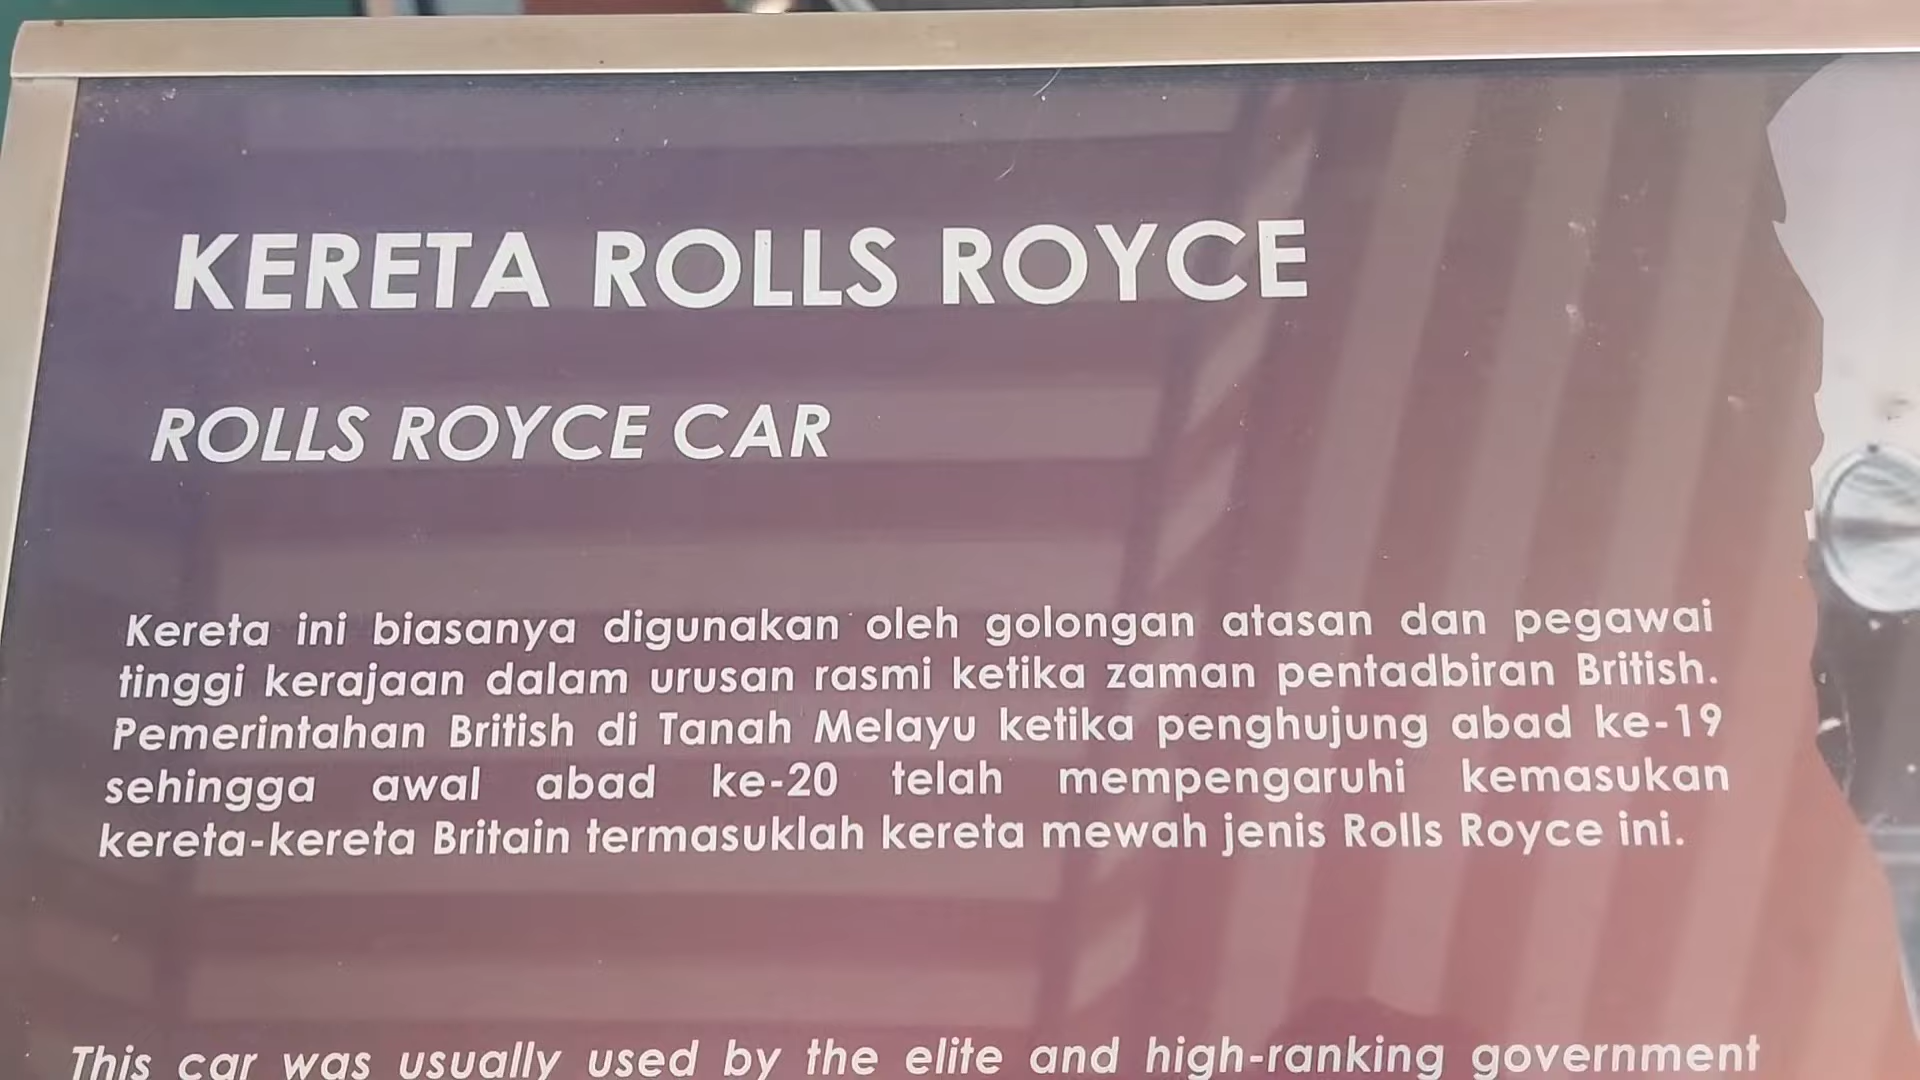 KERETA ROLLS ROYCE
ROLLS ROYCE CAR
Kereta ini biasanya digunakan oleh golongan atasan dan pegawai
tinggi kerajaan dalam urusan rasmi ketika zaman pentadbiran British.
Pemerintahan British di Tanah Melayu ketika penghujung abad ke-19
sehingga awal abad ke-20 telah mempengaruhi kemasukan
kereta-kereta Britain termasuklah kereta mewah jenis Rolls Royce ini.
This car was usually used by the elite and high-ranking government